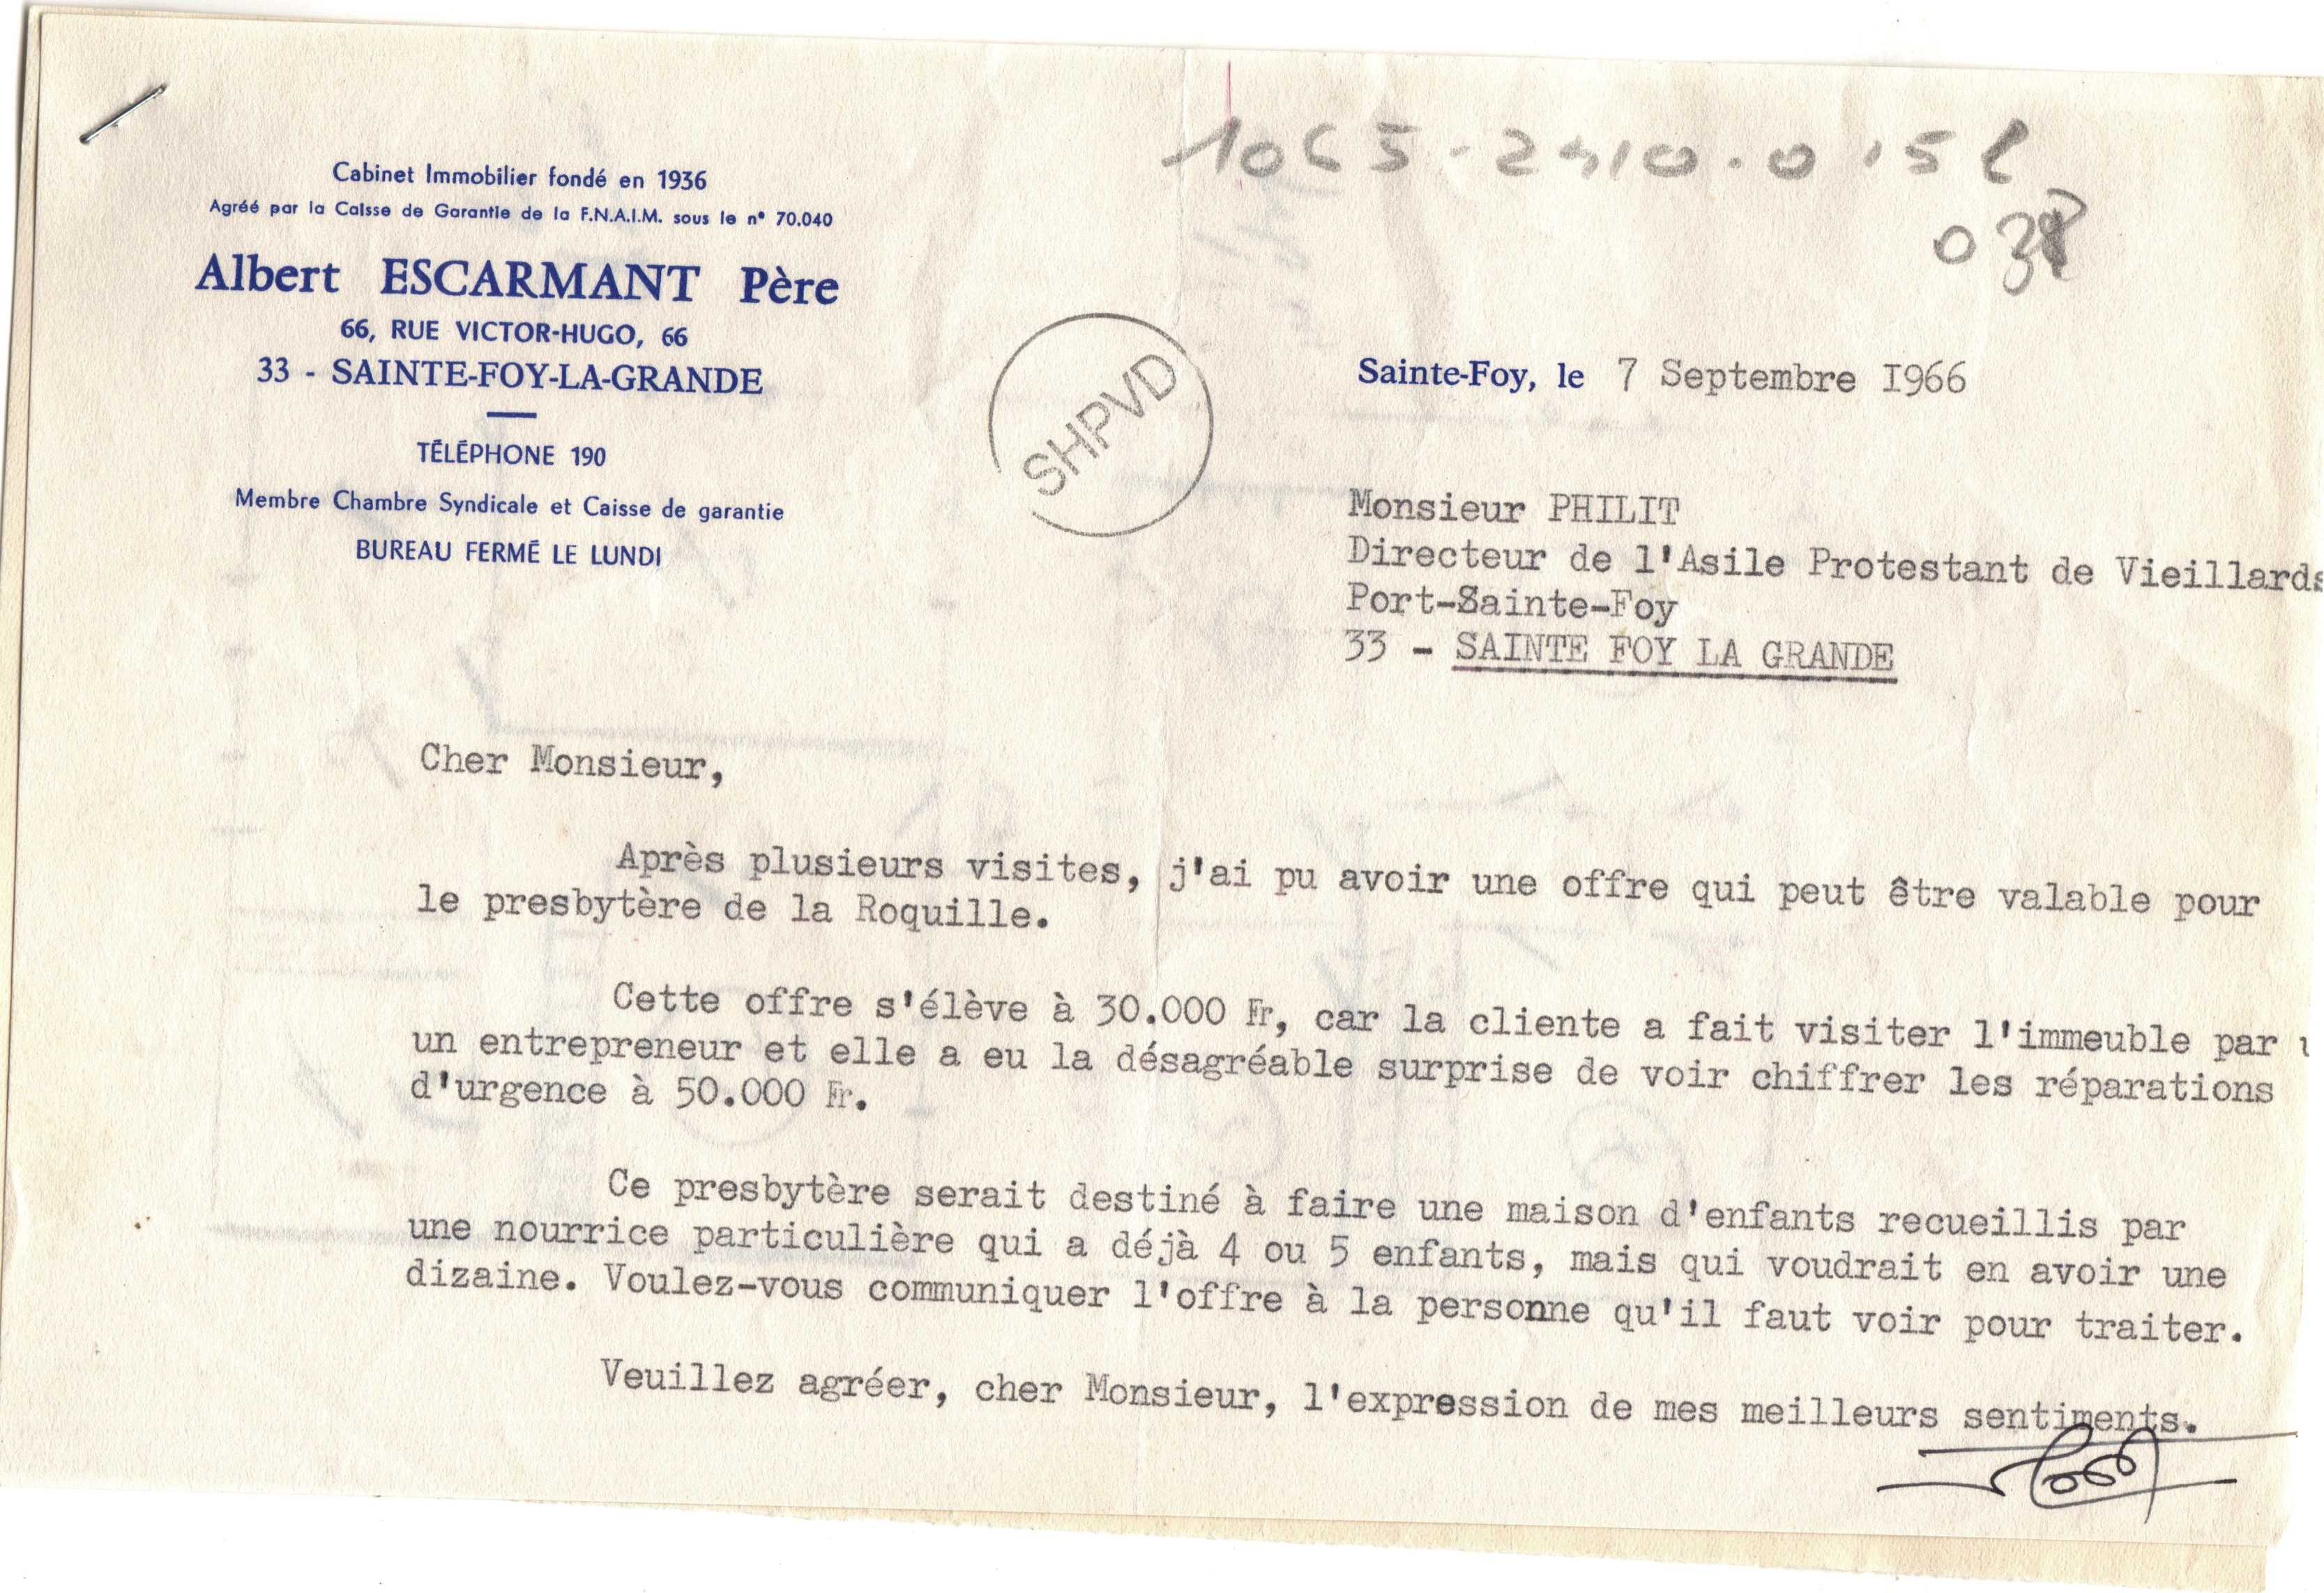 Cabinet Immobilier fondé en 1936
Agréé par la Caisse de Garantie de la F.N.A.I.M. sous le n° 70.040
Albert ESCARMANT Père
66, RUE VICTOR-HUGO, 66
33 - SAINTE-FOY-LA-GRANDE
TÉLÉPHONE 190
Membre Chambre Syndicale et Caisse de garantie
BUREAU FERMÉ LE LUNDI
SHPVD
Sainte-Foy, le 7 Septembre I966
Monsieur PHILIT
Directeur de l'Asile Protestant de Vieillards
Port-Sainte-Foy
33 - SAINTE FOY LA GRANDE
Cher Monsieur,
Après plusieurs visites, j'ai pu avoir une offre qui peut être valable pour
le presbytère de la Roquille.
Cette offre s'élève à 30.000 Fr, car la cliente a fait visiter l'immeuble par
un entrepreneur et elle a eu la désagréable surprise de voir chiffrer les réparations
d'urgence à 50.000 Fr.
Ce presbytère serait destiné à faire une maison d'enfants recueillis par
une nourrice particulière qui a déjà 4 ou 5 enfants, mais qui voudrait en avoir une
dizaine. Voulez-vous communiquer l'offre à la personne qu'il faut voir pour traiter.
Veuillez agréer, cher Monsieur, l'expression de mes meilleurs sentiments.